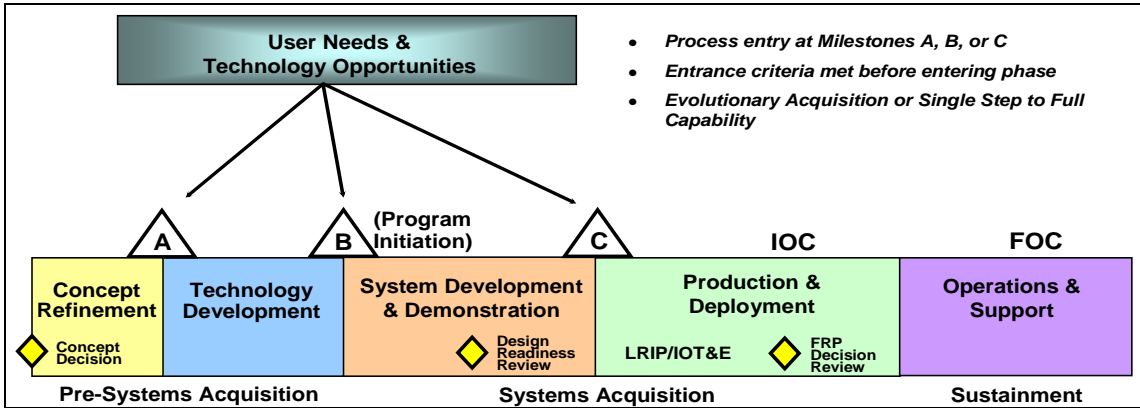 User Needs &
Technology Opportunities
• Process entry at Milestones A, B, or C
• Entrance criteria met before entering phase
• Evolutionary Acquisition or Single Step to Full
Capability
A
B
(Program
Initiation)
C
IOC
FOC
Concept
Refinement
Technology
Development
System Development
& Demonstration
Production &
Deployment
Operations &
Support
Concept
Decision
Design
Readiness
Review
LRIP/IOT&E
FRP
Decision
Review
Pre-Systems Acquisition
Systems Acquisition
Sustainment